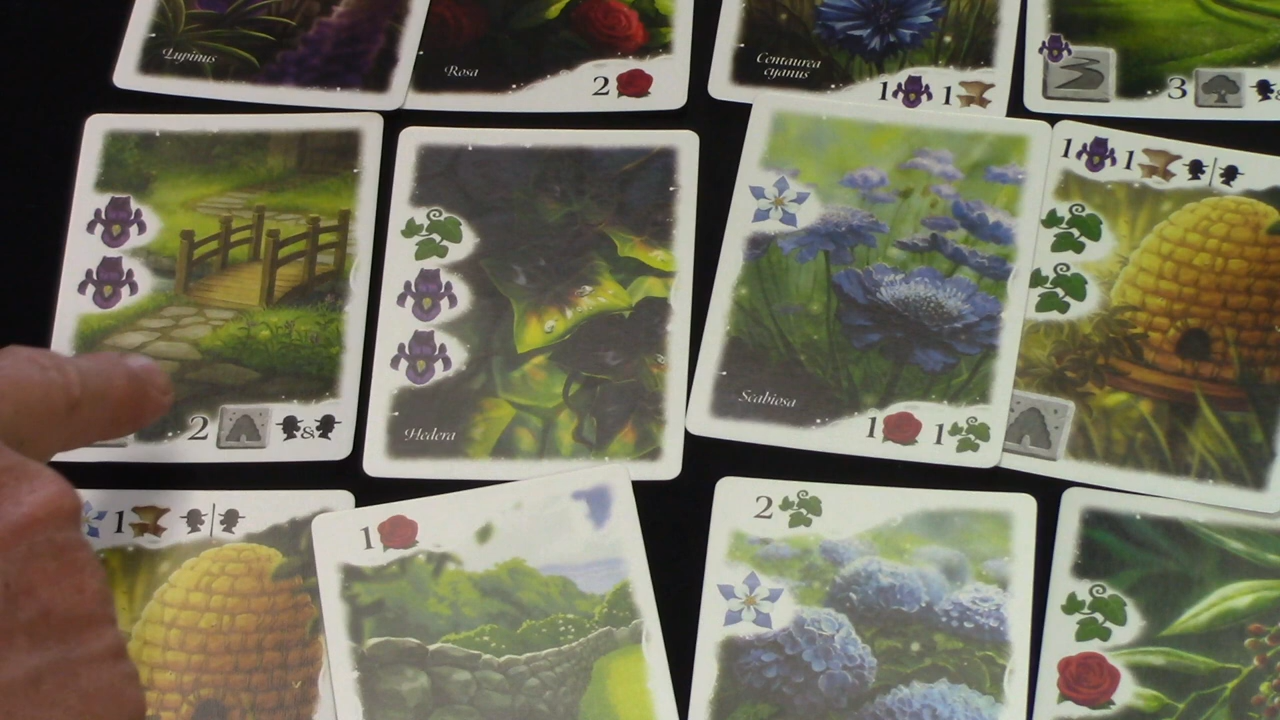 Lupinus
Rosa
2
Centaurea
cyanus
1 1
3
2 &
Hedera
Scabiosa
1 1
1 1
1
1
2